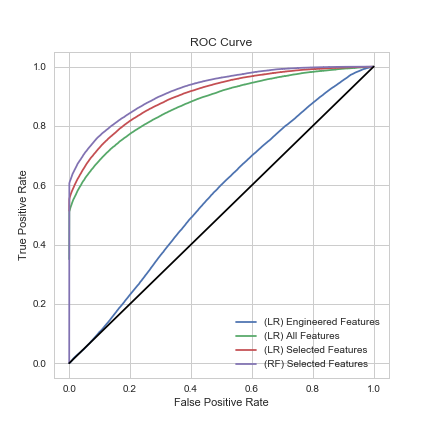 ROC Curve
1.0
0.8
0.6
0.4
0.2
0.0
True Positive Rate
(LR) Engineered Features
(LR) All Features
(LR) Selected Features
(RF) Selected Features
0.0 0.2 0.4 0.6 0.8 1.0
False Positive Rate